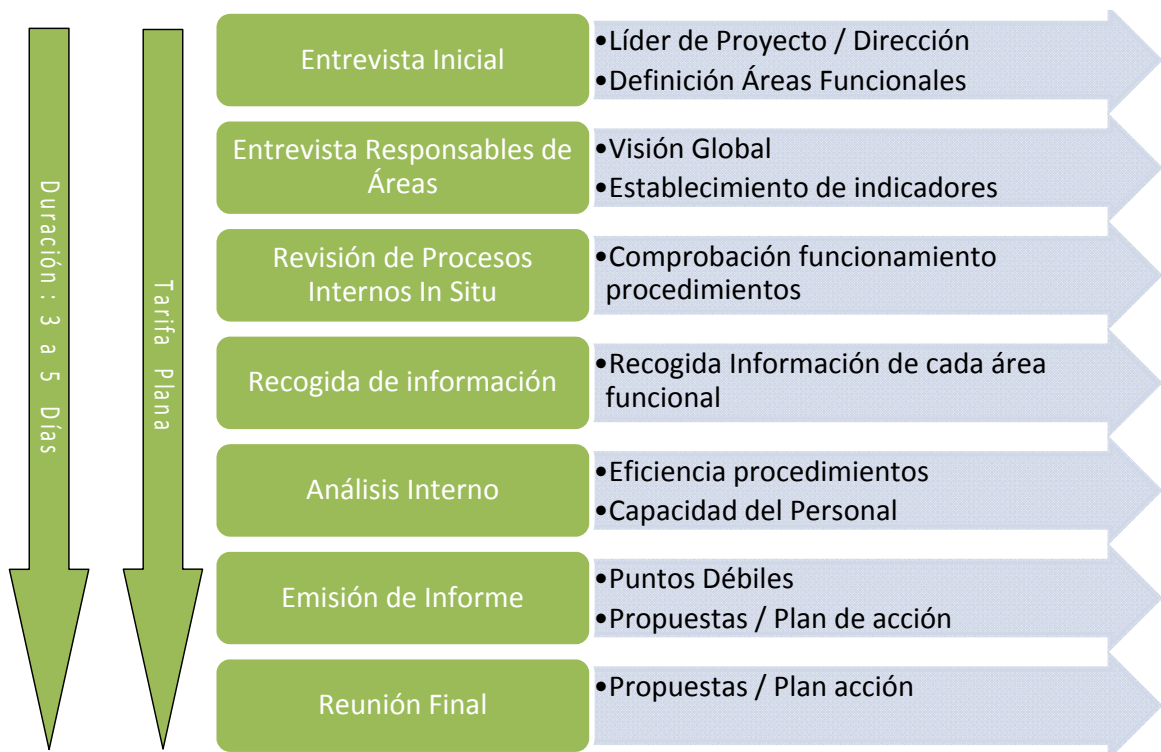 Duración: 3 a 5 Días
Tarifa Plana
Entrevista Inicial
•Líder de Proyecto / Dirección
•Definición Áreas Funcionales
Entrevista Responsables de
Áreas
•Visión Global
•Establecimiento de indicadores
Revisión de Procesos
Internos In Situ
•Comprobación funcionamiento
procedimientos
Recogida de información
•Recogida Información de cada área
funcional
Análisis Interno
•Eficiencia procedimientos
•Capacidad del Personal
Emisión de Informe
•Puntos Débiles
•Propuestas / Plan de acción
Reunión Final
•Propuestas / Plan acción